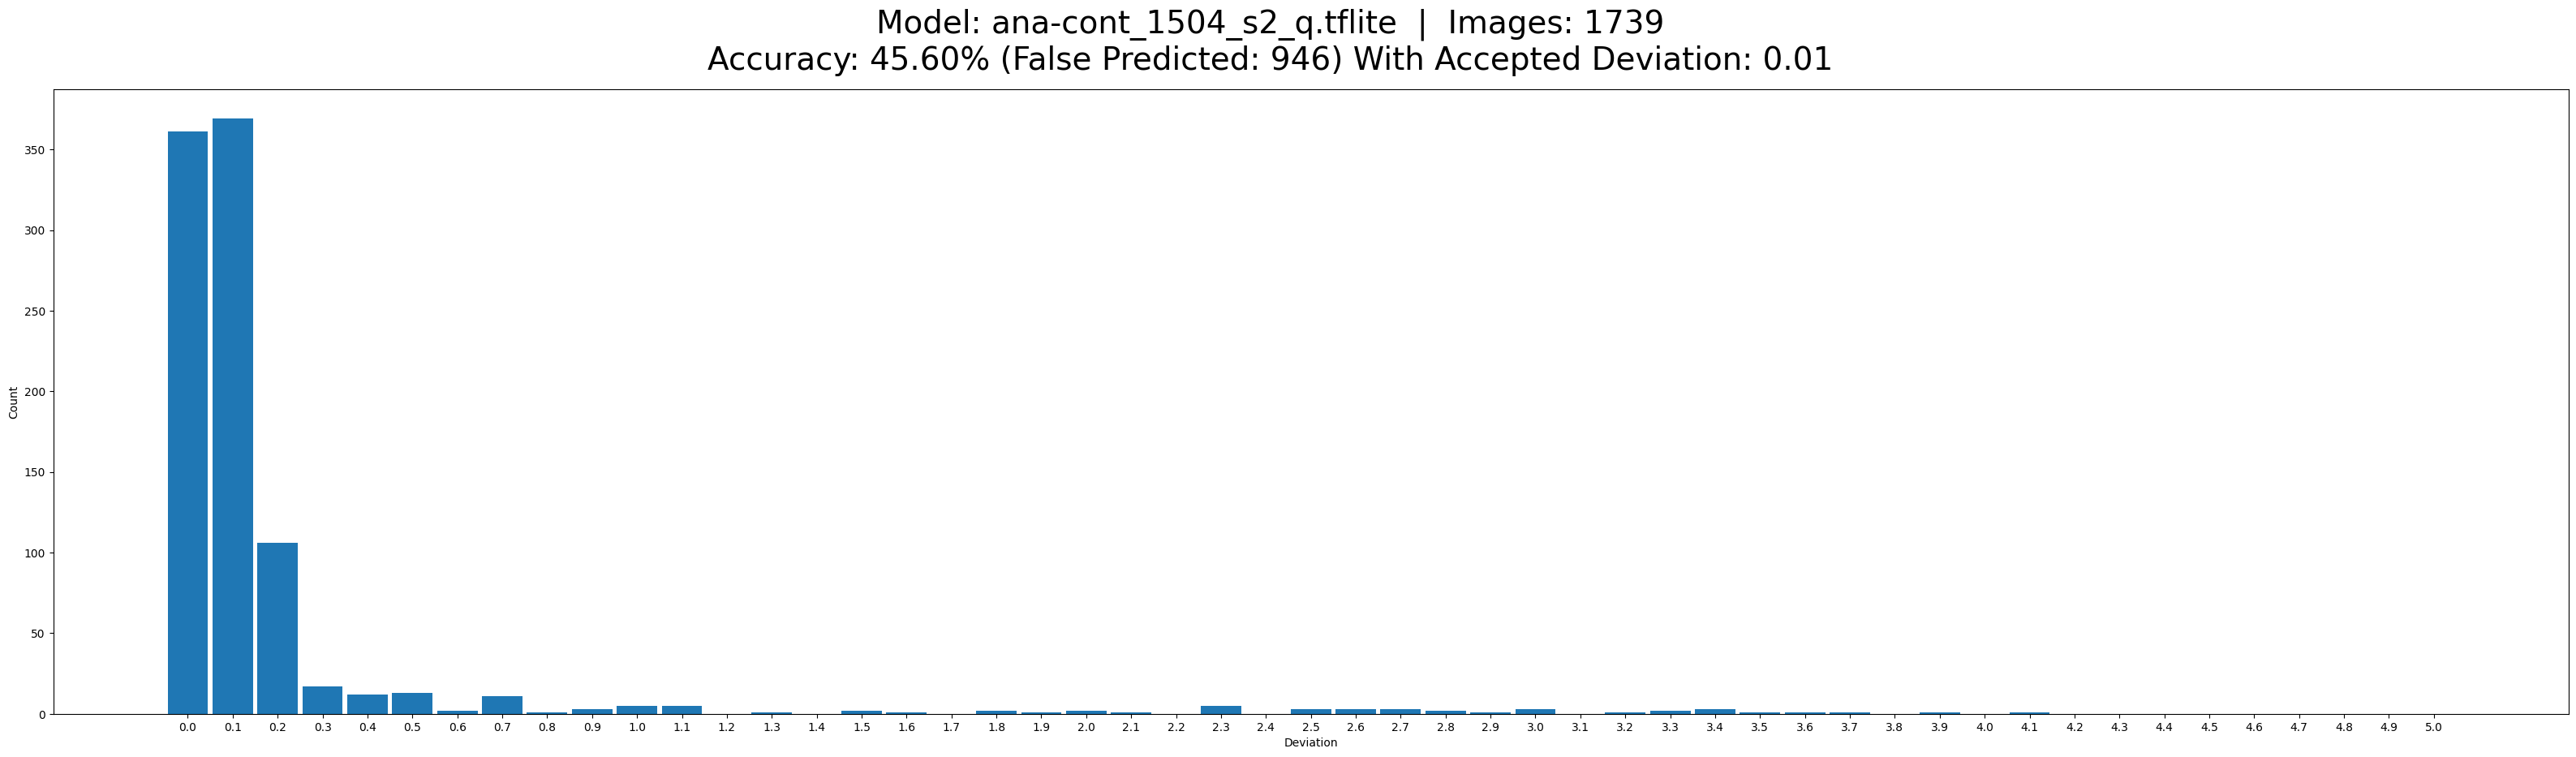 Model: ana-cont_1504_s2_q.tflite | Images: 1739
Accuracy: 45.60% (False Predicted: 946) With Accepted Deviation: 0.01
350
300
250
200
150
100
50
0
Count
0.0 0.1 0.2 0.3 0.4 0.5 0.6 0.7 0.8 0.9 1.0 1.1 1.2 1.3 1.4 1.5 1.6 1.7 1.8 1.9 2.0 2.1 2.2 2.3 2.4 2.5 2.6 2.7 2.8 2.9 3.0 3.1 3.2 3.3 3.4 3.5 3.6 3.7 3.8 3.9 4.0 4.1 4.2 4.3 4.4 4.5 4.6 4.7 4.8 4.9 5.0
Deviation